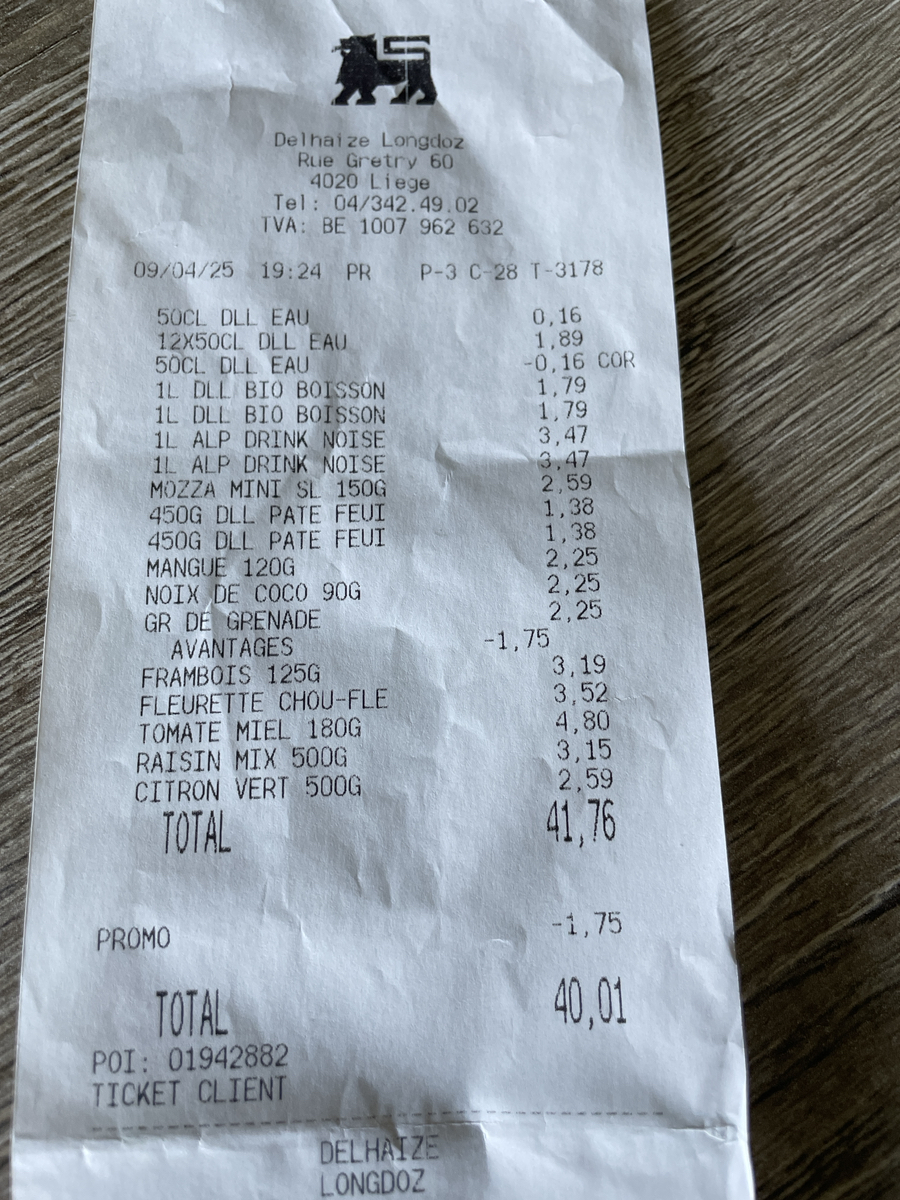 Delhaize Longdoz
Rue Gretry 60
4020 Liege
Tel: 04/342.49.02
TVA: BE 1007 962 632
09/04/25 19:24 PR P-3 C-28 T-3178
50CL DLL EAU 0,16
12X50CL DLL EAU 1,89
50CL DLL EAU -0,16 COR
1L DLL BIO BOISSON 1,79
1L DLL BIO BOISSON 1,79
1L ALP DRINK NOISE 3,47
1L ALP DRINK NOISE 3,47
MOZZA MINI SL 150G 2,59
450G DLL PATE FEUI 1,38
450G DLL PATE FEUI 1,38
MANGUE 120G 2,25
NOIX DE COCO 90G 2,25
GR DE GRENADE 2,25
AVANTAGES -1,75
FRAMBOIS 125G 3,19
FLEURETTE CHOU-FLE 3,52
TOMATE MIEL 180G 4,80
RAISIN MIX 500G 3,15
CITRON VERT 500G 2,59
TOTAL 41,76
PROMO -1,75
TOTAL 40,01
POI: 01942882
TICKET CLIENT
DELHAIZE
LONGDOZ